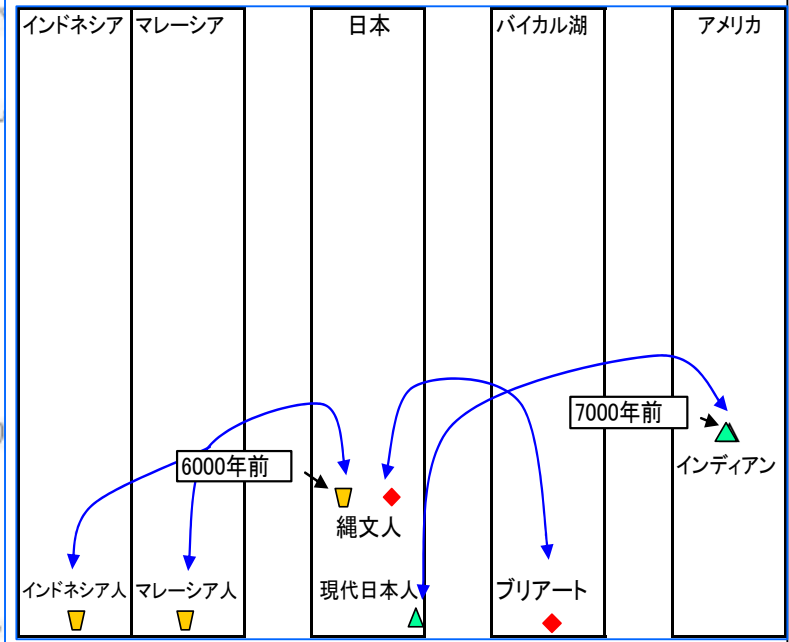 インドネシア
マレーシア
日本
バイカル湖
アメリカ
7000年前
インディアン
6000年前
縄文人
インドネシア人
マレーシア人
現代日本人
ブリアート